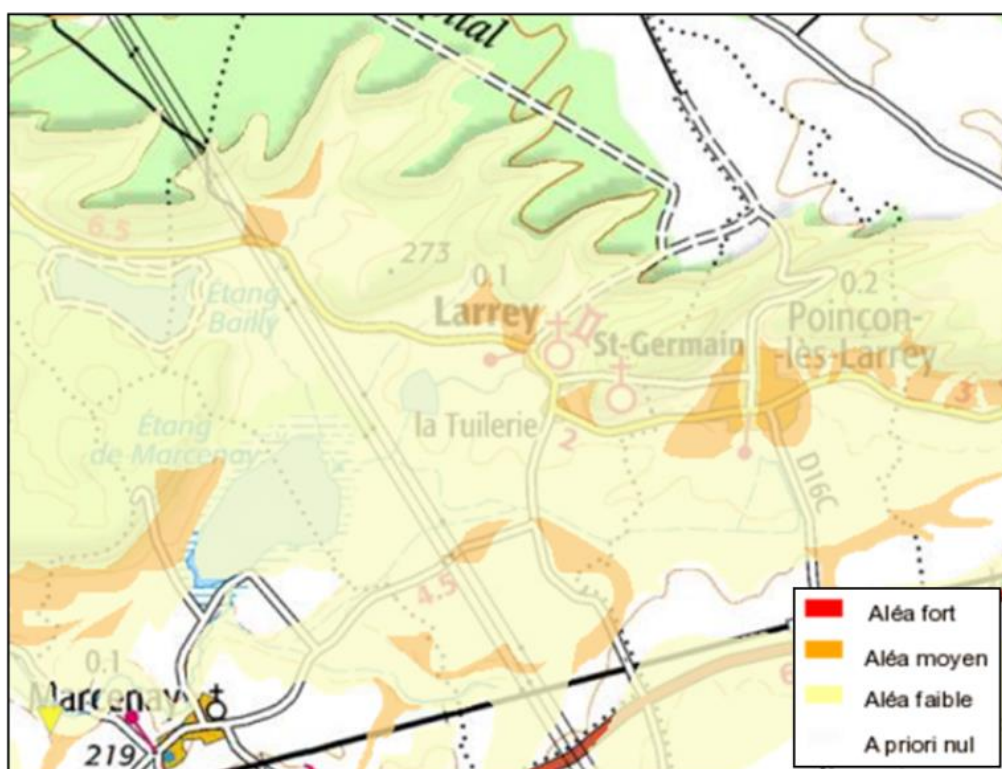 ital
6.5
273
0.1
Étang
Bailly
Larrey
0.2
Poinçon-
-lès-Larrey
St-Germain
3
la Tuilerie
2
Étang
de Marcenay
D16C
4.5
0.1
Marcenay
219
6
Aléa fort
Aléa moyen
Aléa faible
A priori nul